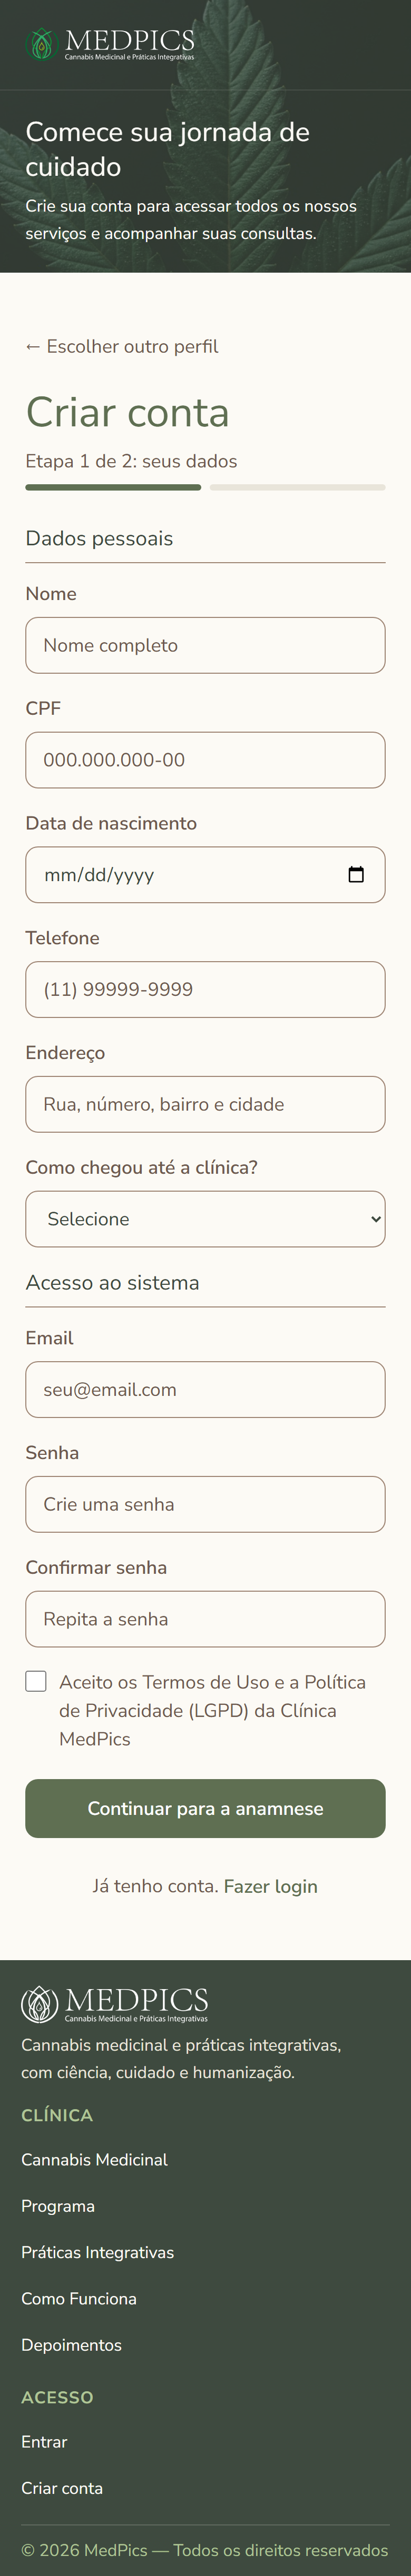 MEDPICS
Cannabis Medicinal e Práticas Integrativas
Comece sua jornada de
cuidado
Crie sua conta para acessar todos os nossos
serviços e acompanhar suas consultas.
← Escolher outro perfil
Criar conta
Etapa 1 de 2: seus dados
Dados pessoais
Nome
Nome completo
CPF
000.000.000-00
Data de nascimento
mm/dd/yyyy
Telefone
(11) 99999-9999
Endereço
Rua, número, bairro e cidade
Como chegou até a clínica?
Selecione
Acesso ao sistema
Email
seu@email.com
Senha
Crie uma senha
Confirmar senha
Repita a senha
Aceito os Termos de Uso e a Política
de Privacidade (LGPD) da Clínica
MedPics
Continuar para a anamnese
Já tenho conta. Fazer login
MEDPICS
Cannabis Medicinal e Práticas Integrativas
Cannabis medicinal e práticas integrativas,
com ciência, cuidado e humanização.
CLÍNICA
Cannabis Medicinal
Programa
Práticas Integrativas
Como Funciona
Depoimentos
ACESSO
Entrar
Criar conta
© 2026 MedPics — Todos os direitos reservados